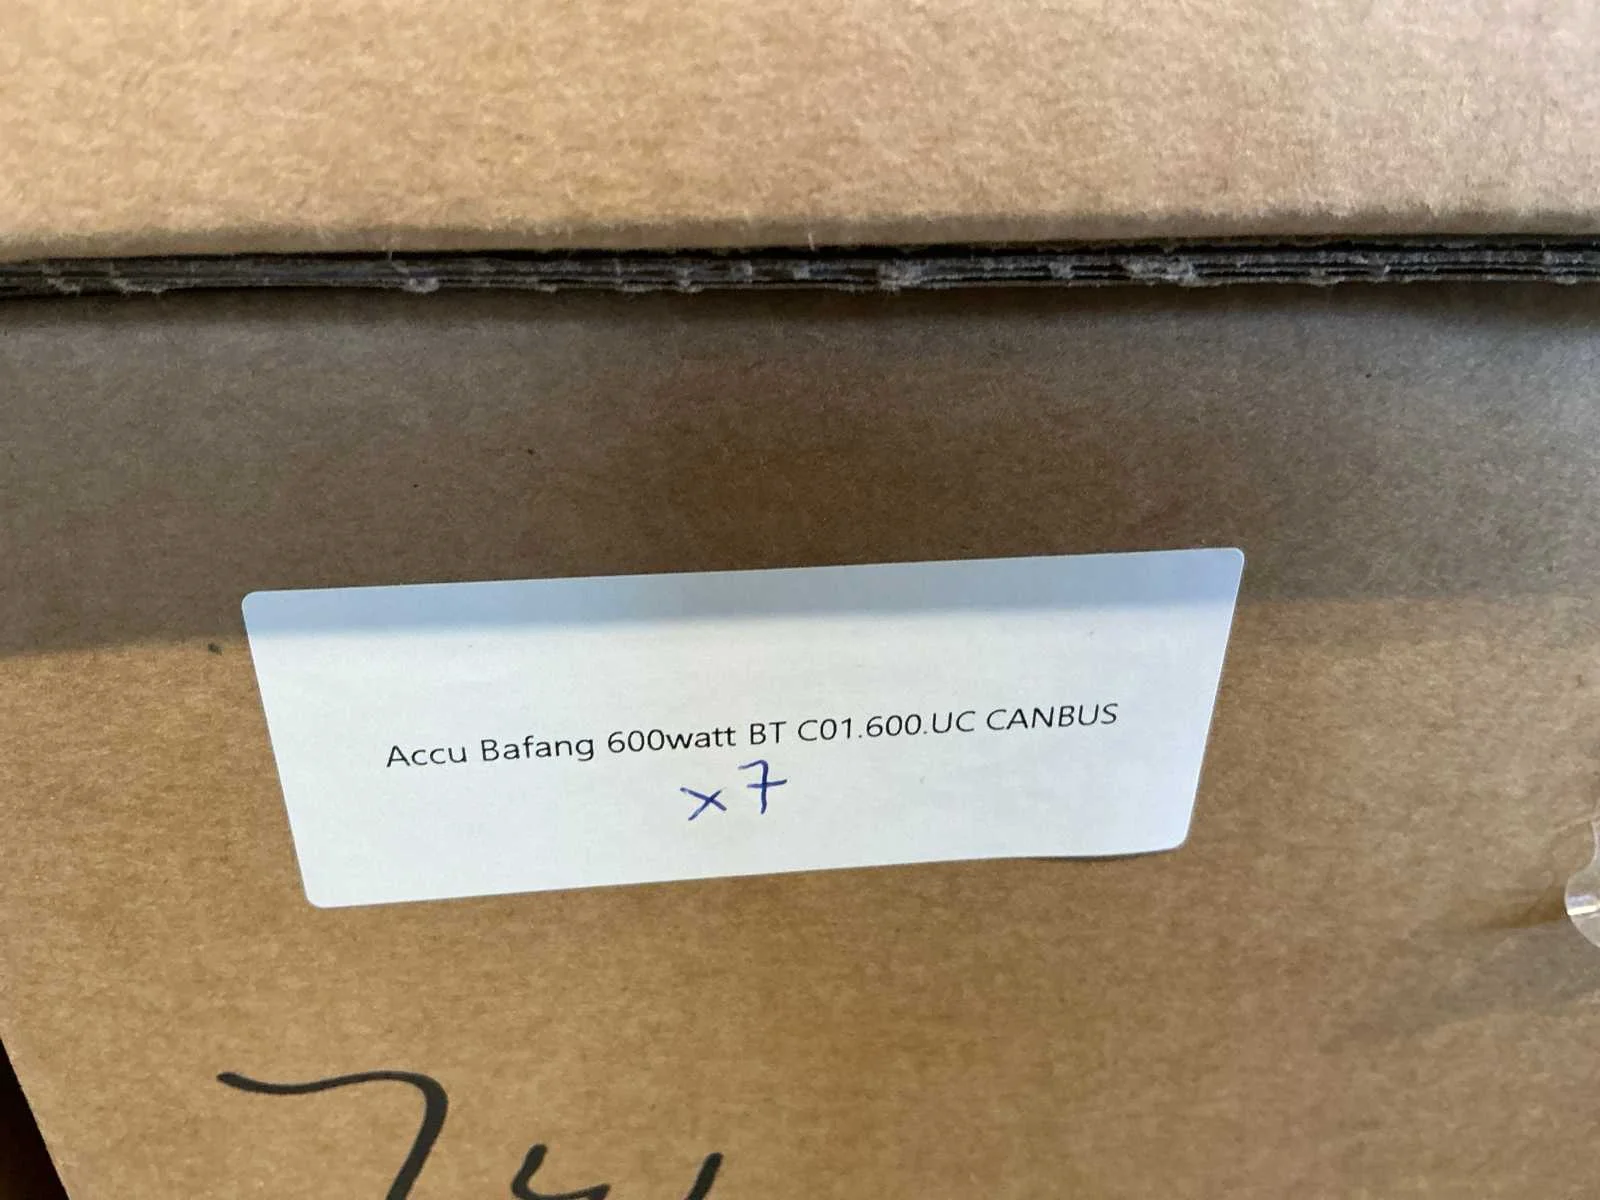 Accu Bafang 600watt BT C01.600.UC CANBUS
x7